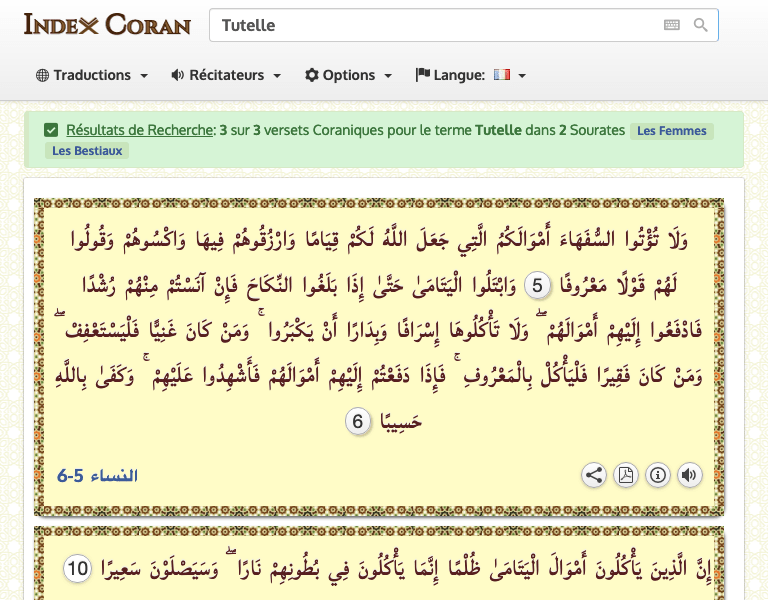 INDEX CORAN
Tutelle
Traductions Récitateurs Options Langue:
Résultats de Recherche: 3 sur 3 versets Coraniques pour le terme Tutelle dans 2 Sourates Les Femmes
Les Bestiaux
وَلَا تُؤْتُوا السُّفَهَاءَ أَمْوَالَكُمُ الَّتِي جَعَلَ اللَّهُ لَكُمْ قِيَامًا وَارْزُقُوهُمْ فِيهَا وَاكْسُوهُمْ وَقُولُوا
لَهُمْ قَوْلًا مَعْرُوفًا 5 وَابْتَلُوا الْيَتَامَىٰ حَتَّىٰ إِذَا بَلَغُوا النِّكَاحَ فَإِنْ آنَسْتُمْ مِنْهُمْ رُشْدًا
فَادْفَعُوا إِلَيْهِمْ أَمْوَالَهُمْ ۖ وَلَا تَأْكُلُوهَا إِسْرَافًا وَبِدَارًا أَنْ يَكْبَرُوا ۚ وَمَنْ كَانَ غَنِيًّا فَلْيَسْتَعْفِفْ ۖ
وَمَنْ كَانَ فَقِيرًا فَلْيَأْكُلْ بِالْمَعْرُوفِ ۚ فَإِذَا دَفَعْتُمْ إِلَيْهِمْ أَمْوَالَهُمْ فَأَشْهِدُوا عَلَيْهِمْ ۚ وَكَفَىٰ بِاللَّهِ
حَسِيبًا 6
النساء 5-6
إِنَّ الَّذِينَ يَأْكُلُونَ أَمْوَالَ الْيَتَامَىٰ ظُلْمًا إِنَّمَا يَأْكُلُونَ فِي بُطُونِهِمْ نَارًا ۖ وَسَيَصْلَوْنَ سَعِيرًا 10